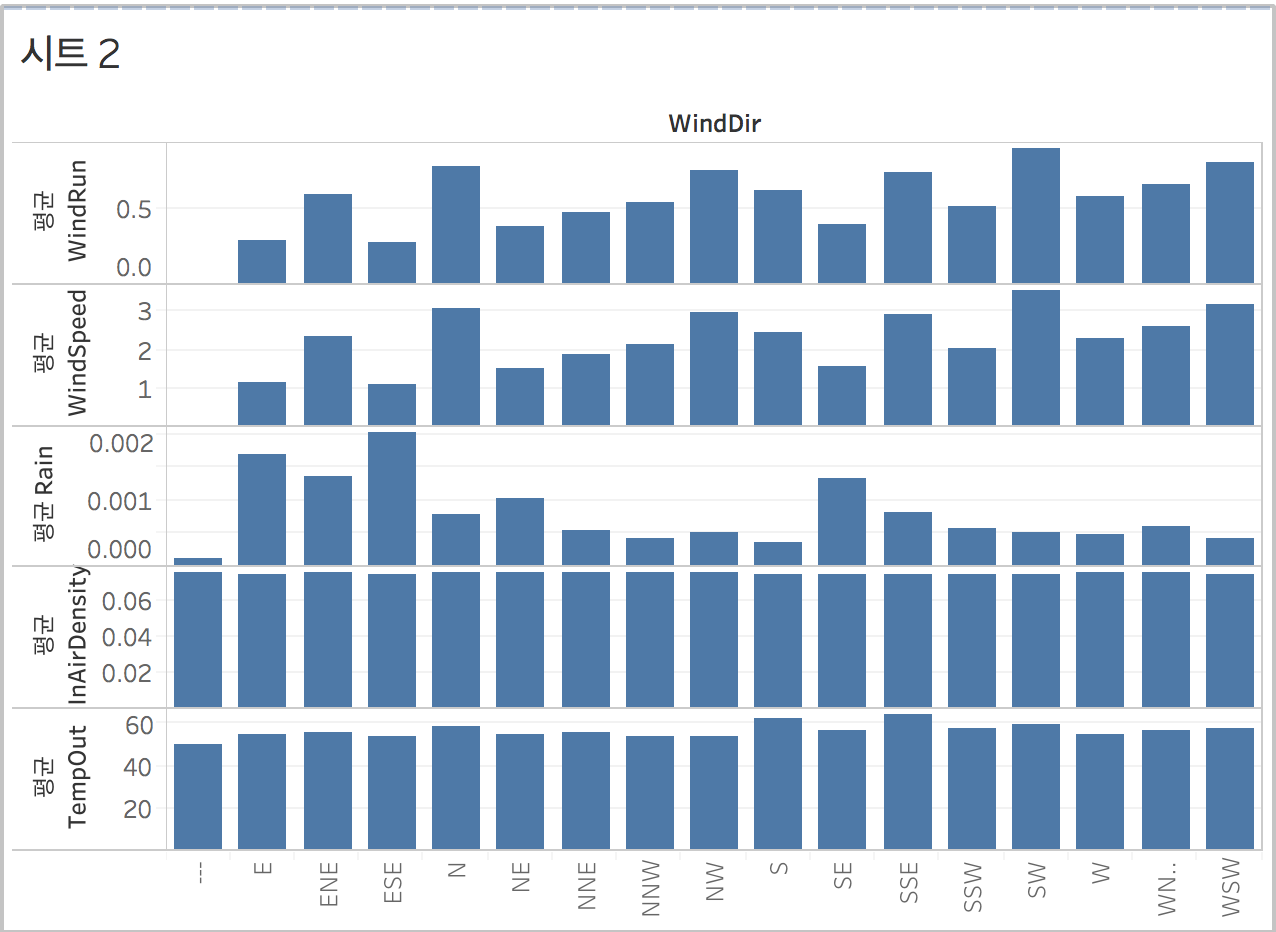 시트 2
WindDir
평균
WindRun
0.5
0.0
평균
WindSpeed
3
2
1
평균 Rain
0.002
0.001
0.000
평균
InAirDensity
0.06
0.04
0.02
평균
TempOut
60
40
20
--- E ENE ESE N NE NNE NNW NW S SE SSE SSW SW W WN.. WSW